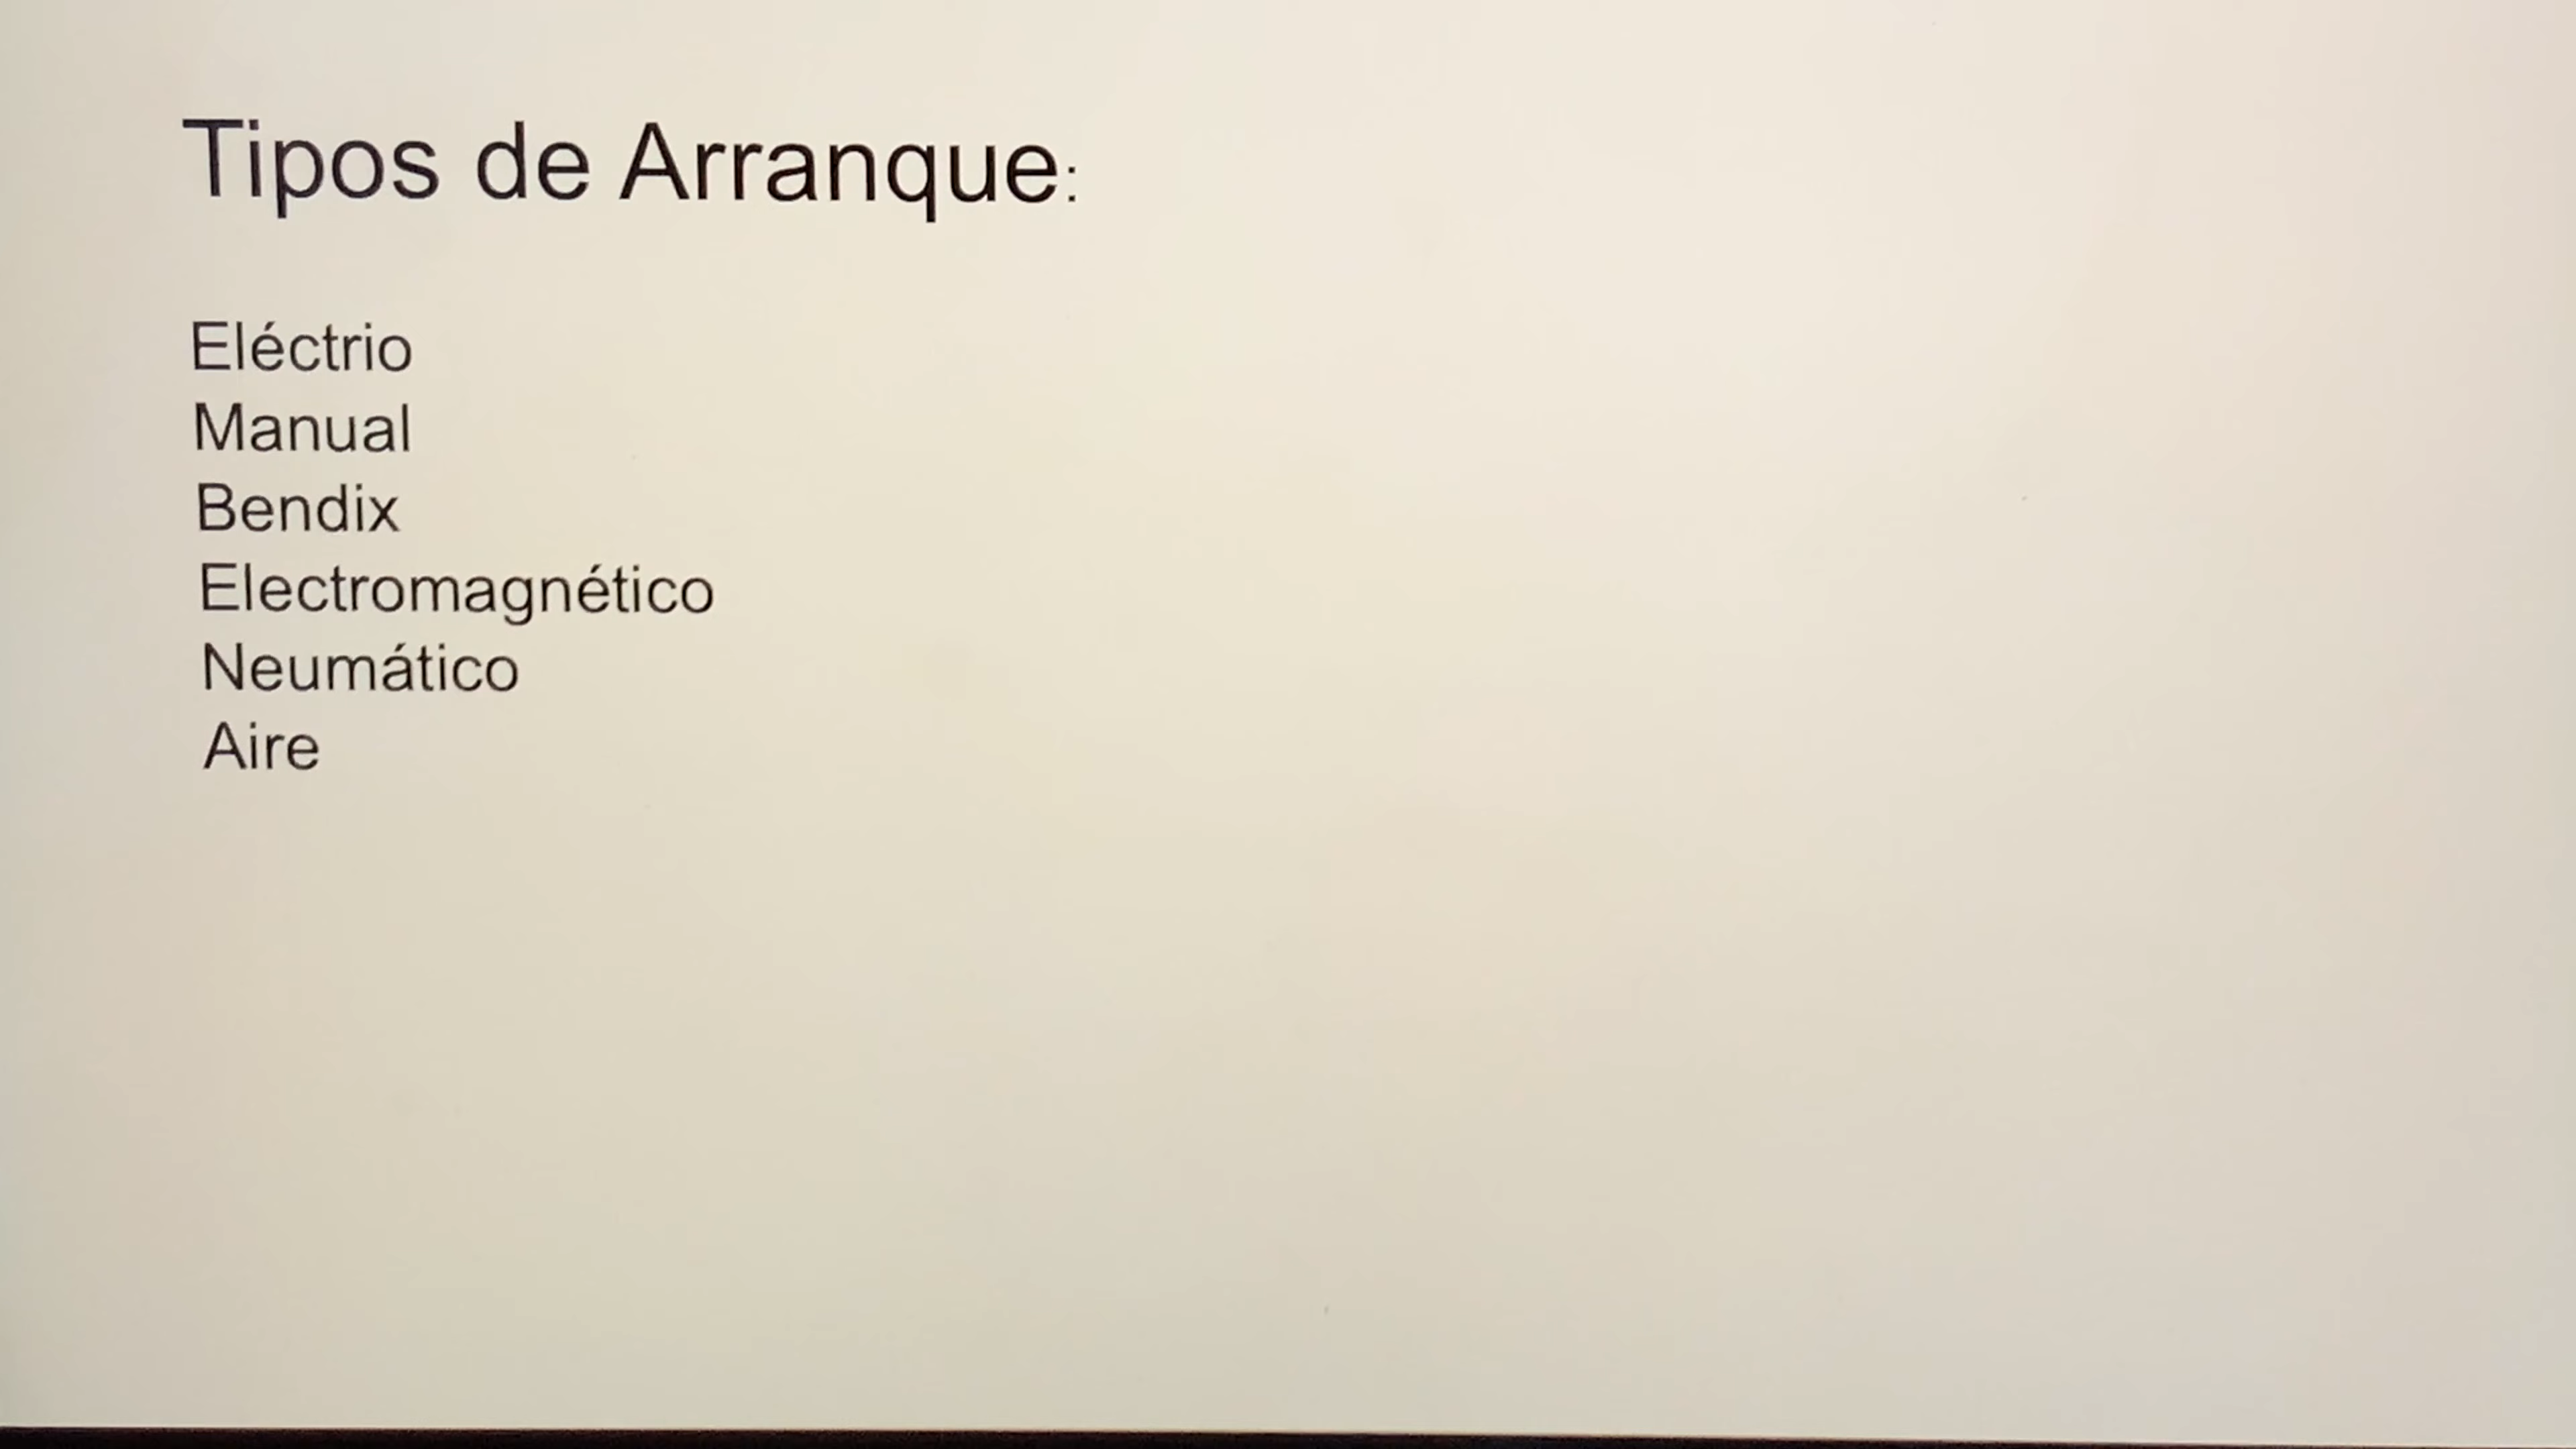 Tipos de Arranque:
Eléctrio
Manual
Bendix
Electromagnético
Neumático
Aire